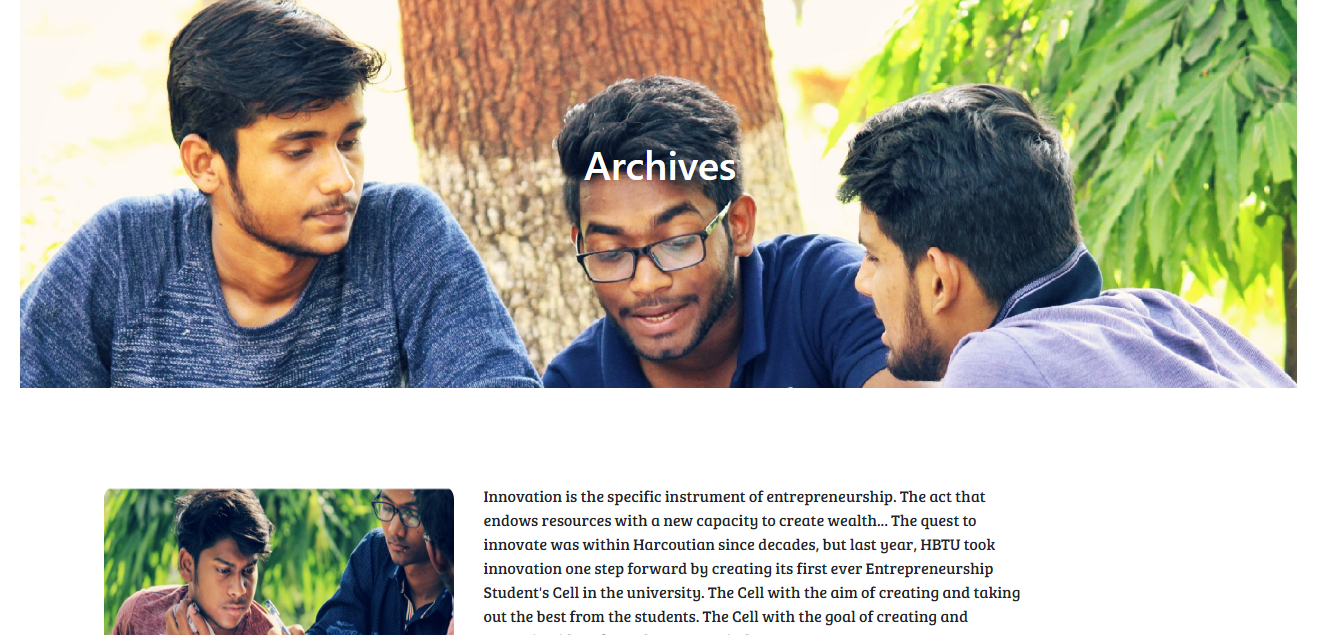 Archives
Innovation is the specific instrument of entrepreneurship. The act that
endows resources with a new capacity to create wealth... The quest to
innovate was within Harcoutian since decades, but last year, HBTU took
innovation one step forward by creating its first ever Entrepreneurship
Student's Cell in the university. The Cell with the aim of creating and taking
out the best from the students. The Cell with the goal of creating and